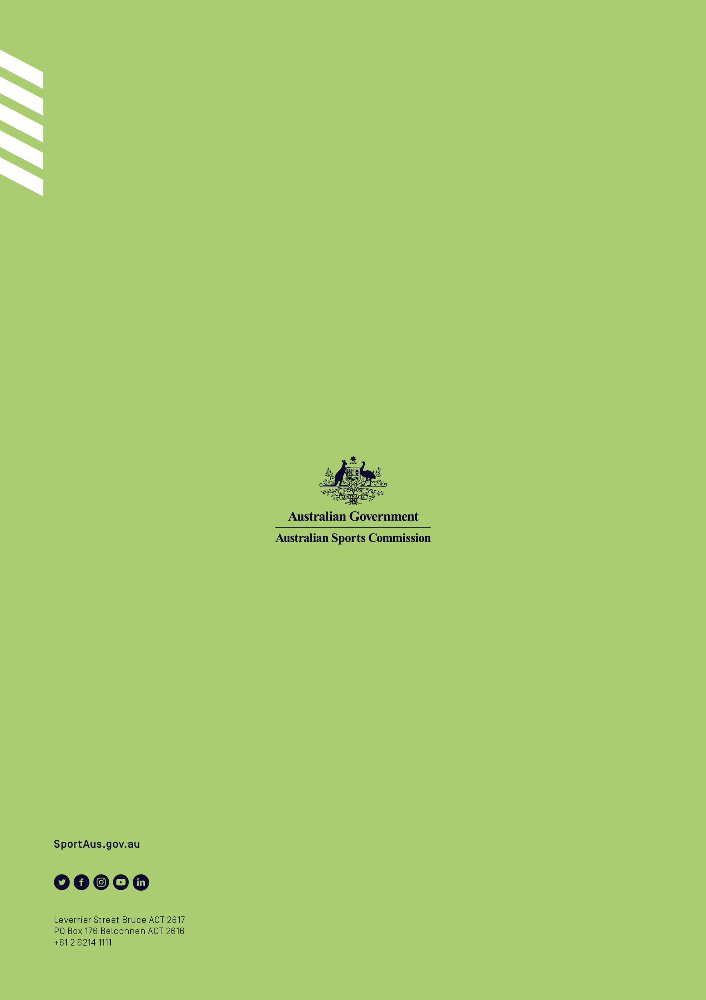 AUSTRALIA
Australian Government
Australian Sports Commission
SportAus.gov.au
Leverrier Street Bruce ACT 2617
PO Box 176 Belconnen ACT 2616
+61 2 6214 1111